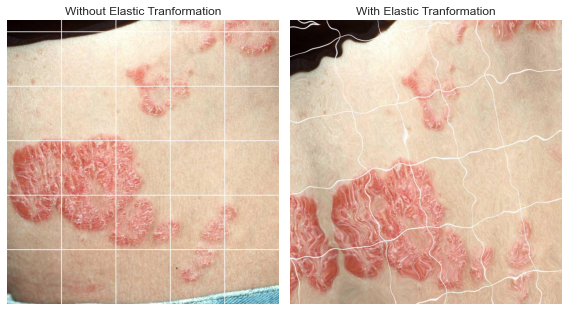 Without Elastic Tranformation
With Elastic Tranformation